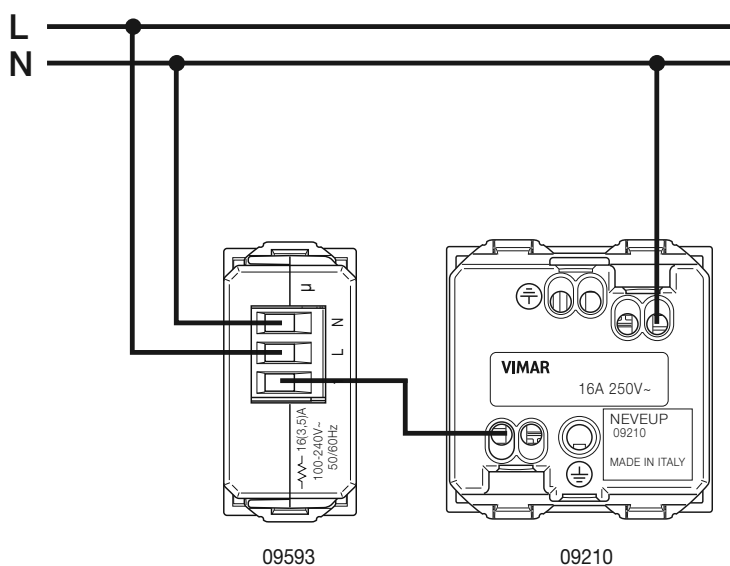 L
N
µ
N
L
16(3,5)A
100-240V~
50/60Hz
VIMAR
16A 250V~
NEVEUP
09210
MADE IN ITALY
09593
09210